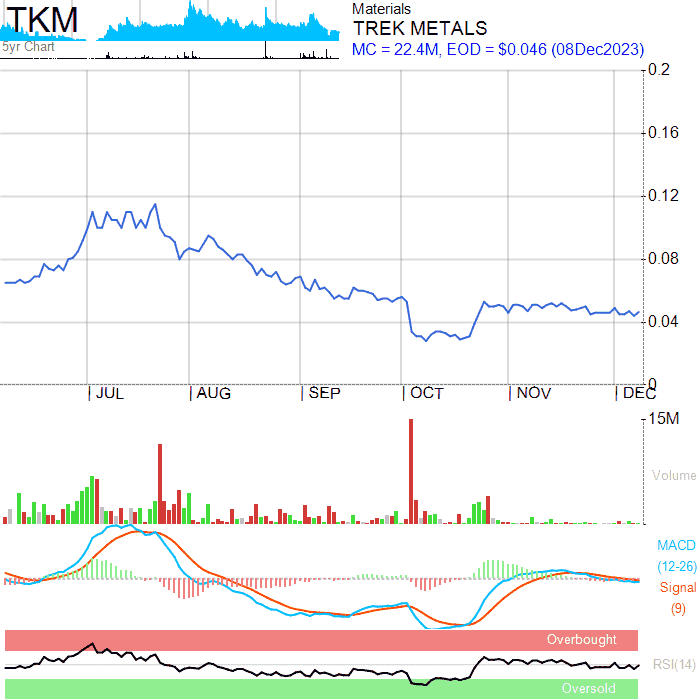 TKM
5yr Chart
Materials
TREK METALS
MC = 22.4M, EOD = $0.046 (08Dec2023)
0.2
0.16
0.12
0.08
0.04
0
JUL AUG SEP OCT NOV DEC
15M
Volume
MACD
(12-26)
Signal
(9)
Overbought
RSI(14)
Oversold